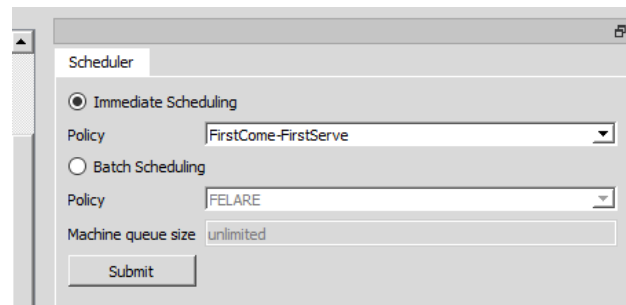 Scheduler
Immediate Scheduling
Policy FirstCome-FirstServe
Batch Scheduling
Policy FELARE
Machine queue size unlimited
Submit